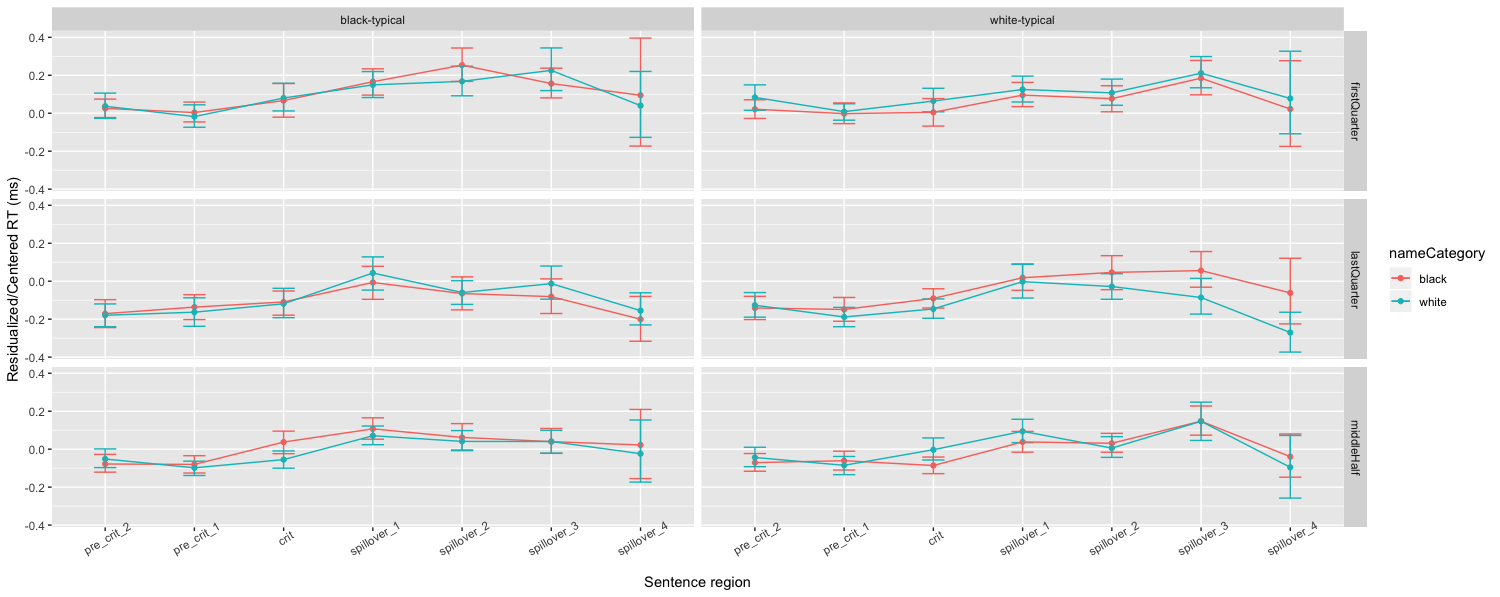 black-typical
white-typical
Residualized/Centered RT (ms)
0.4
0.2
0.0
-0.2
-0.4
firstQuarter
0.4
0.2
0.0
-0.2
-0.4
lastQuarter
0.4
0.2
0.0
-0.2
-0.4
middleHalf
pre_crit_2
pre_crit_1
crit
spillover_1
spillover_2
spillover_3
spillover_4
pre_crit_2
pre_crit_1
crit
spillover_1
spillover_2
spillover_3
spillover_4
Sentence region
nameCategory
black
white